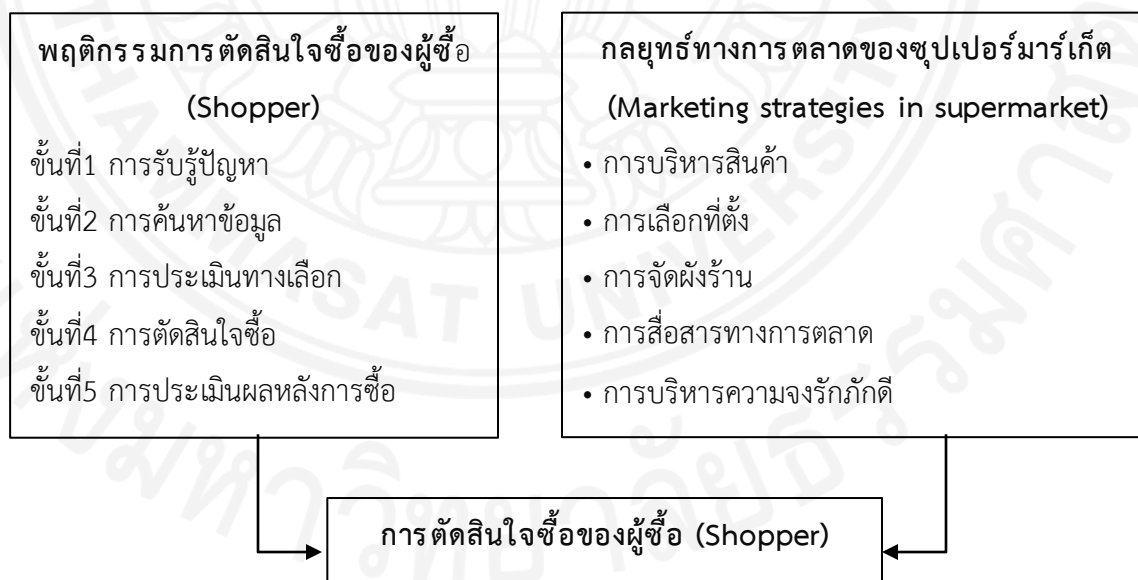 พฤติกรรมการตัดสินใจซื้อของผู้ซื้อ
(Shopper)
ขั้นที่1 การรับรู้ปัญหา
ขั้นที่2 การค้นหาข้อมูล
ขั้นที่3 การประเมินทางเลือก
ขั้นที่4 การตัดสินใจซื้อ
ขั้นที่5 การประเมินผลหลังการซื้อ
กลยุทธ์ทางการตลาดของซุปเปอร์มาร์เก็ต
(Marketing strategies in supermarket)
• การบริหารสินค้า
• การเลือกที่ตั้ง
• การจัดผังร้าน
• การสื่อสารทางการตลาด
• การบริหารความจงรักภักดี
การตัดสินใจซื้อของผู้ซื้อ (Shopper)
THAMMASAT UNIVERSITY